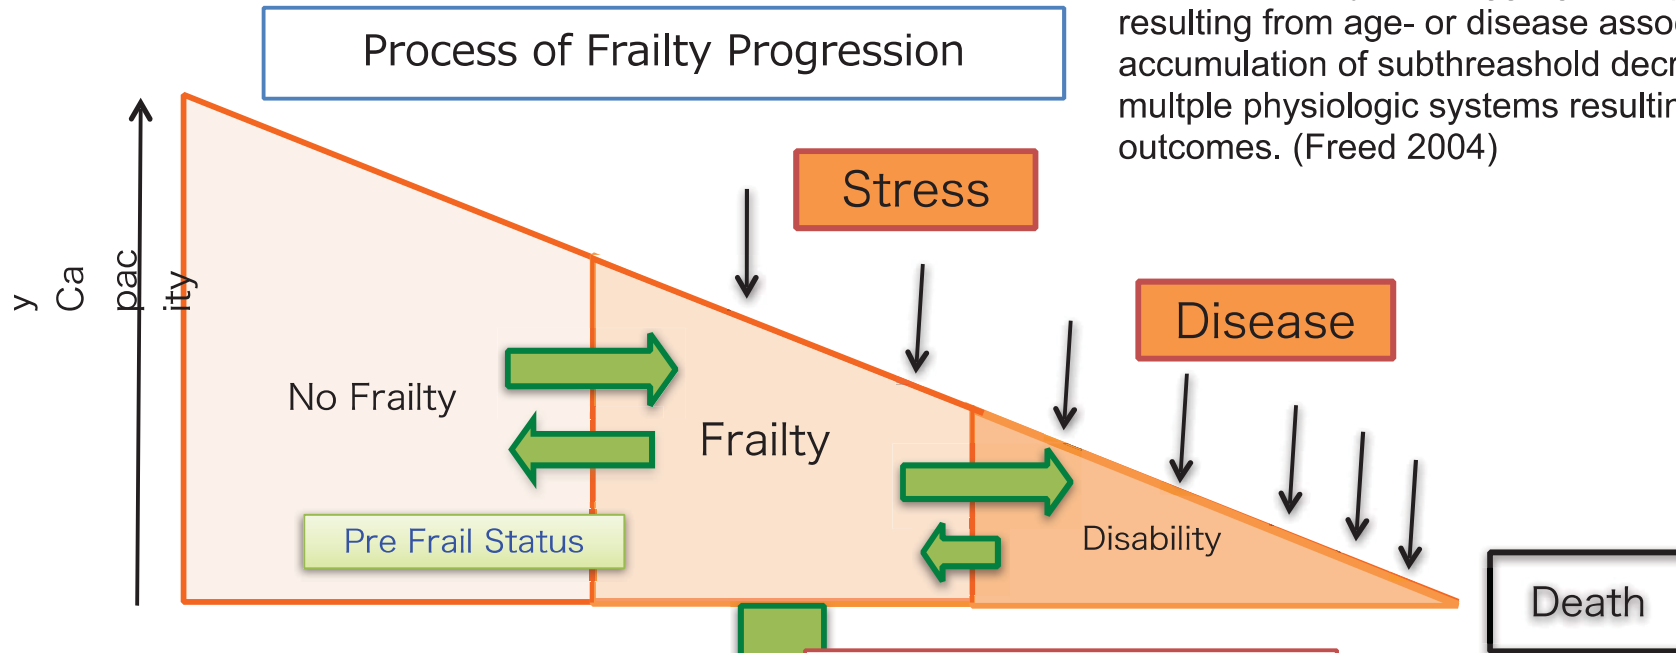 Process of Frailty Progression
resulting from age- or disease asso
accumulation of subthreashold decr
multple physiologic systems resultin
outcomes. (Freed 2004)
Stress
Disease
y
Ca
pac
ity
No Frailty
Frailty
Pre Frail Status
Disability
Death